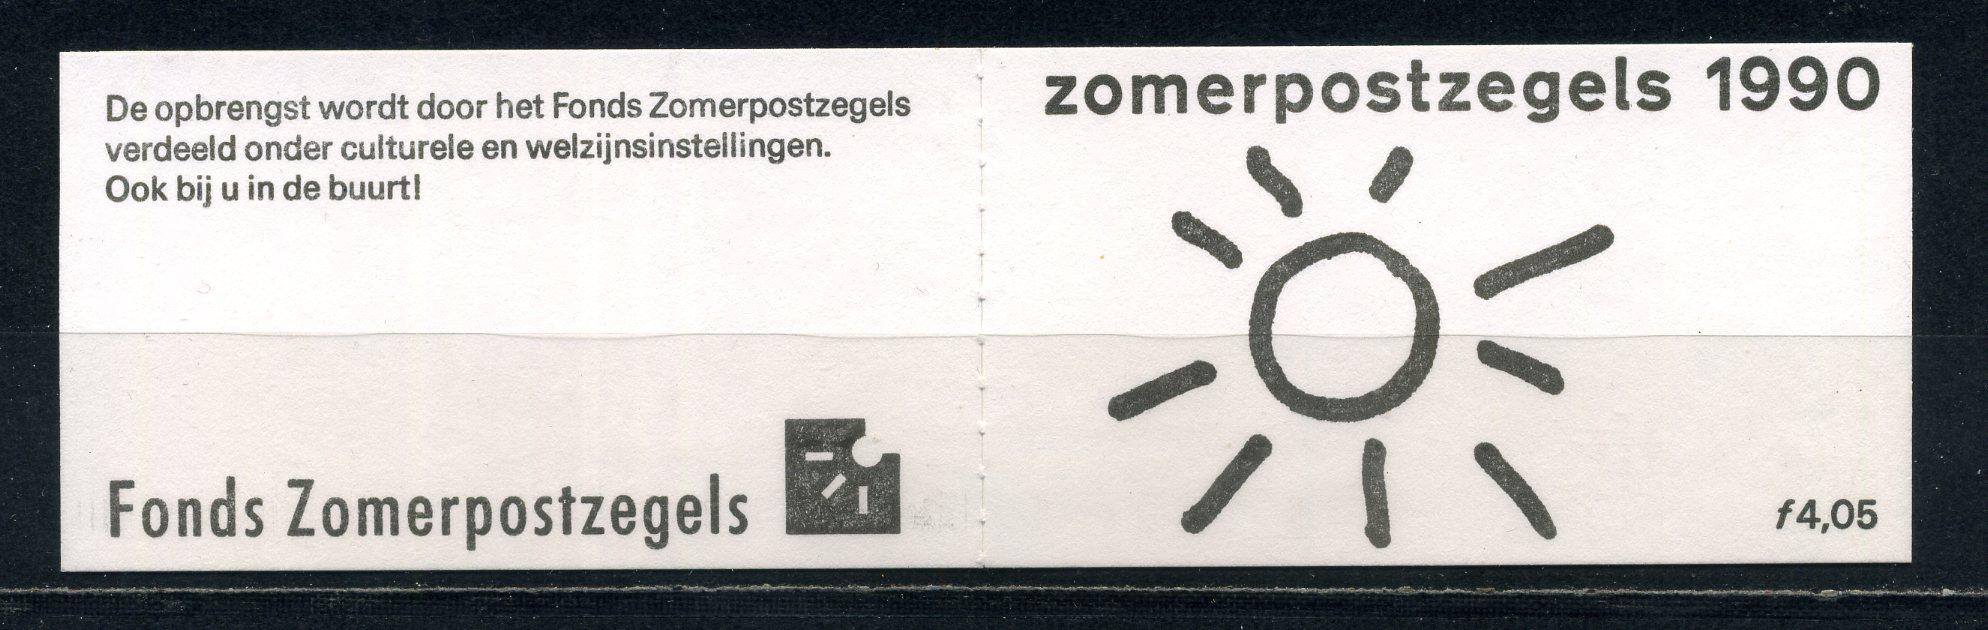 De opbrengst wordt door het Fonds Zomerpostzegels
verdeeld onder culturele en welzijnsinstellingen.
Ook bij u in de buurt!
Fonds Zomerpostzegels
zomerpostzegels 1990
f4,05